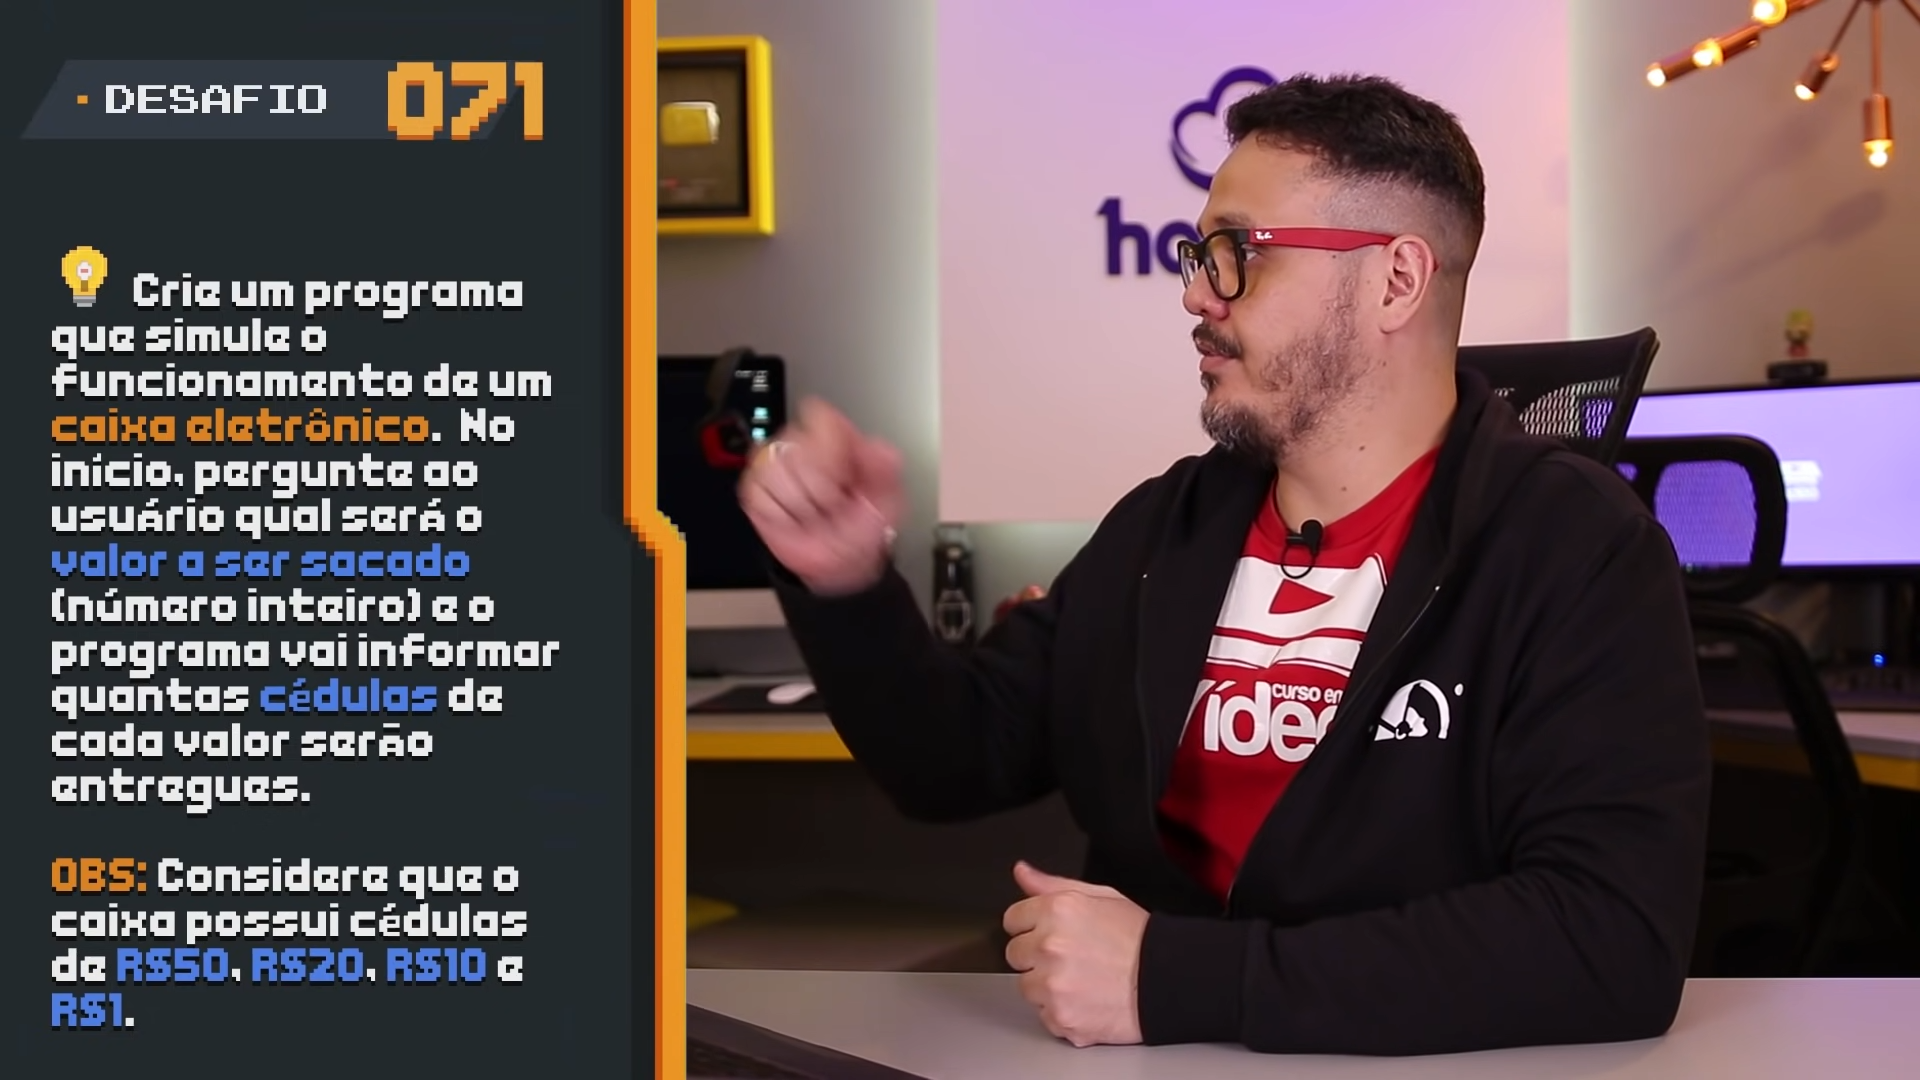 DESAFIO 071
Crie um programa
que simule o
funcionamento de um
caixa eletrônico. No
início, pergunte ao
usuário qual será o
valor a ser sacado
(número inteiro) e o
programa vai informar
quantas cédulas de
cada valor serão
entregues.
OBS: Considere que o
caixa possui cédulas
de R$50, R$20, R$10 e
R$1.
curso em